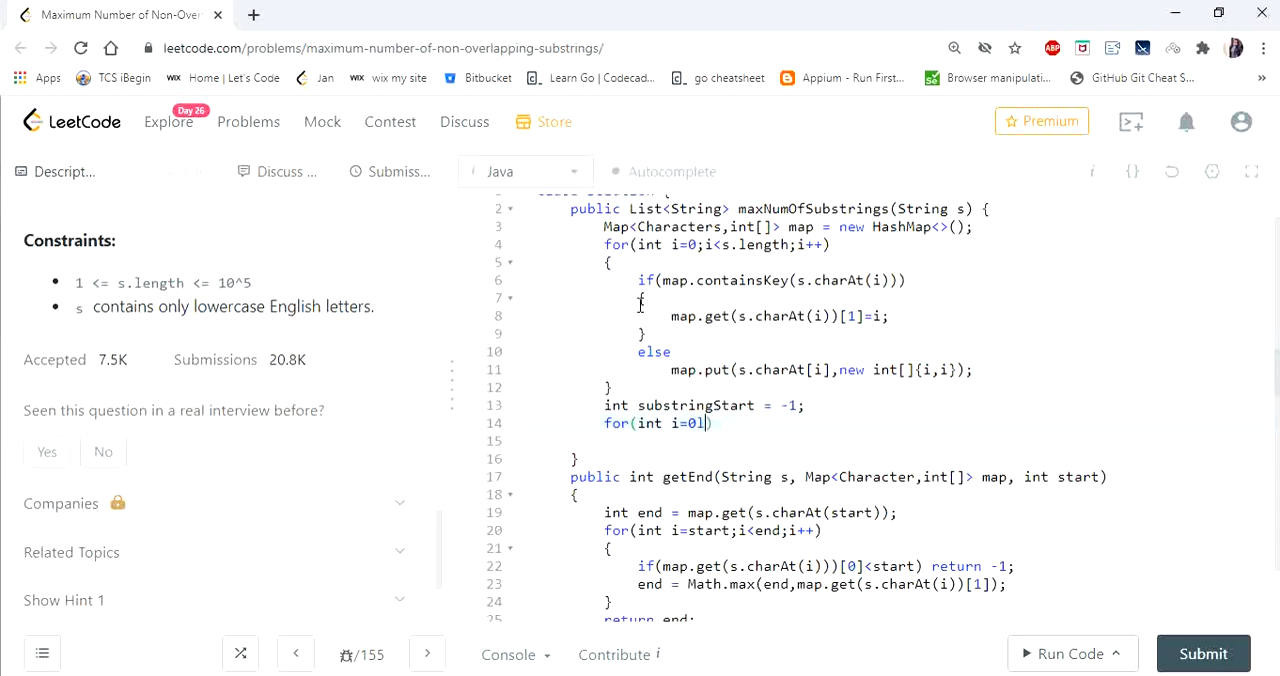 Maximum Number of Non-Over
leetcode.com/problems/maximum-number-of-non-overlapping-substrings/
ABP
Apps TCS iBegin WIX Home | Let's Code Jan WIX wix my site Bitbucket Learn Go | Codecad... go cheatsheet Appium - Run First... Se Browser manipulati... GitHub Git Cheat S... »
LeetCode Explore Day 26 Problems Mock Contest Discuss Store Premium
Descript... Discuss ... Submiss... i Java Autocomplete i {}
2 public List<String> maxNumOfSubstrings(String s) {
3 Map<Characters,int[]> map = new HashMap<>();
4 for(int i=0;i<s.length;i++)
5 {
6 if(map.containsKey(s.charAt(i)))
7 {
8 map.get(s.charAt(i))[1]=i;
9 }
10 else
11 map.put(s.charAt[i],new int[]{i,i});
12 }
13 int substringStart = -1;
14 for(int i=0l)
15
16 }
17 public int getEnd(String s, Map<Character,int[]> map, int start)
18 {
19 int end = map.get(s.charAt(start));
20 for(int i=start;i<end;i++)
21 {
22 if(map.get(s.charAt(i)))[0]<start) return -1;
23 end = Math.max(end,map.get(s.charAt(i))[1]);
24 }
25 return end;
Constraints:
1 <= s.length <= 10^5
s contains only lowercase English letters.
Accepted 7.5K Submissions 20.8K
Seen this question in a real interview before?
Yes No
Companies
Related Topics
Show Hint 1
/155
Console Contribute i
Run Code Submit